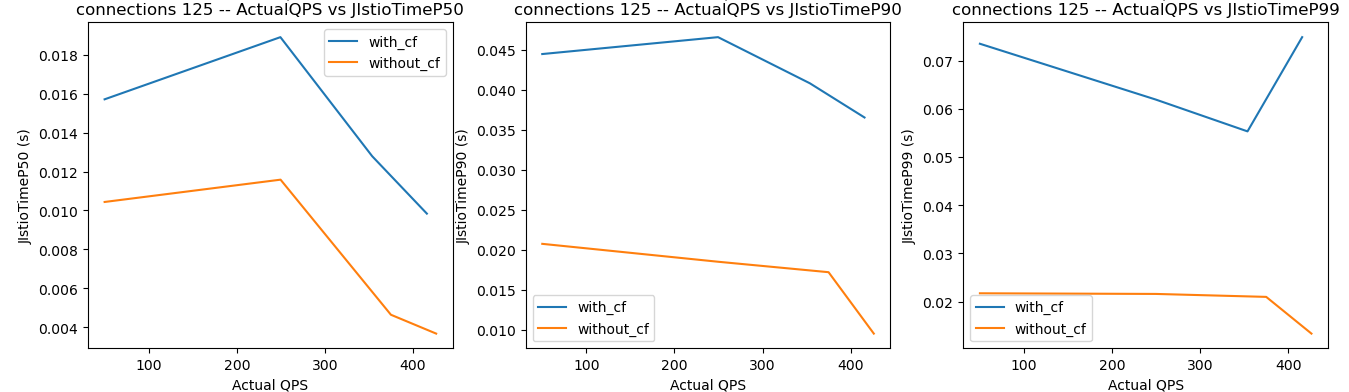 connections 125 -- ActualQPS vs JIstioTimeP50
with_cf
without_cf
0.018
0.016
0.014
0.012
0.010
0.008
0.006
0.004
JIstioTimeP50 (s)
100
200
300
400
Actual QPS
connections 125 -- ActualQPS vs JIstioTimeP90
0.045
0.040
0.035
0.030
0.025
0.020
0.015
0.010
JIstioTimeP90 (s)
with_cf
without_cf
100
200
300
400
Actual QPS
connections 125 -- ActualQPS vs JIstioTimeP99
0.07
0.06
0.05
0.04
0.03
0.02
JIstioTimeP99 (s)
with_cf
without_cf
100
200
300
400
Actual QPS